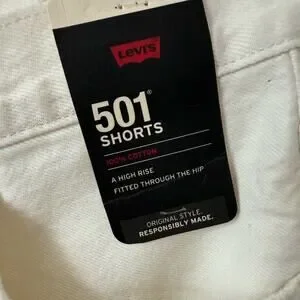 Levi's
501®
SHORTS
100% COTTON
A HIGH RISE
FITTED THROUGH THE HIP
ORIGINAL STYLE.
RESPONSIBLY MADE.